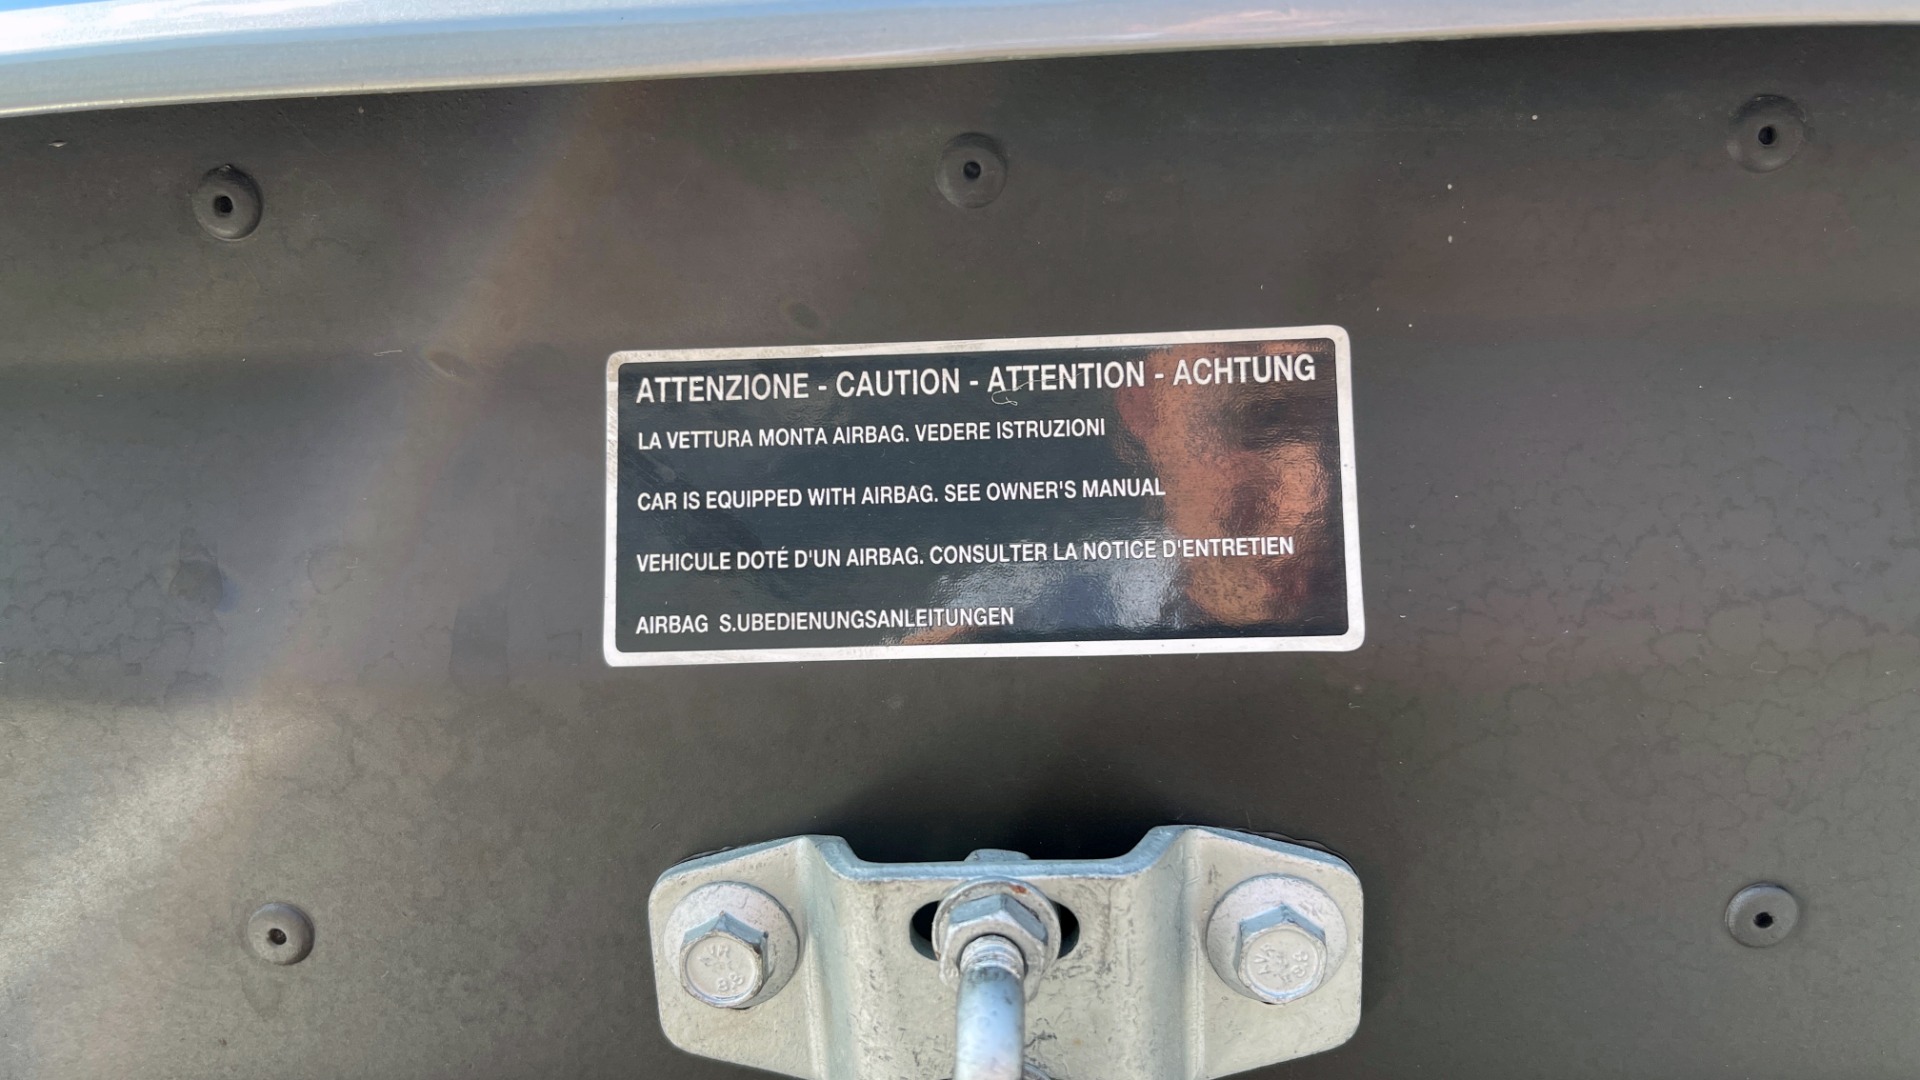 ATTENZIONE - CAUTION - ATTENTION - ACHTUNG
LA VETTURA MONTA AIRBAG. VEDERE ISTRUZIONI
CAR IS EQUIPPED WITH AIRBAG. SEE OWNER'S MANUAL
VEHICULE DOTÉ D'UN AIRBAG. CONSULTER LA NOTICE D'ENTRETIEN
AIRBAG S.UBEDIENUNGSANLEITUNGEN